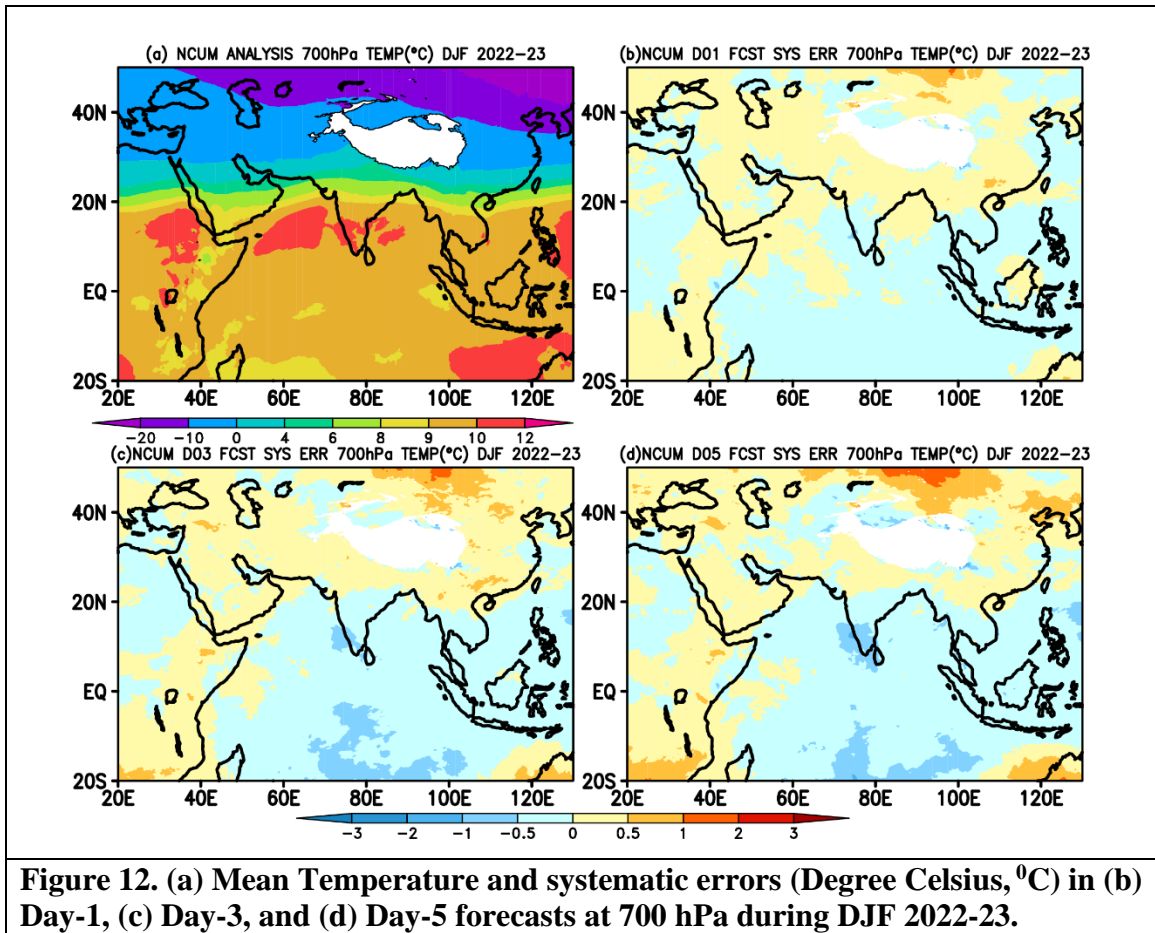 (a) NCUM ANALYSIS 700hPa TEMP(°C) DJF 2022-23
(b)NCUM D01 FCST SYS ERR 700hPa TEMP(°C) DJF 2022-23
40N
20N
EQ
20S
20E 40E 60E 80E 100E 120E
40N
20N
EQ
20S
20E 40E 60E 80E 100E 120E
−20 −10 0 4 6 8 9 10 12
(c)NCUM D03 FCST SYS ERR 700hPa TEMP(°C) DJF 2022-23
(d)NCUM D05 FCST SYS ERR 700hPa TEMP(°C) DJF 2022-23
40N
20N
EQ
20S
20E 40E 60E 80E 100E 120E
40N
20N
EQ
20S
20E 40E 60E 80E 100E 120E
−3 −2 −1 −0.5 0 0.5 1 2 3
Figure 12. (a) Mean Temperature and systematic errors (Degree Celsius, ⁰C) in (b)
Day-1, (c) Day-3, and (d) Day-5 forecasts at 700 hPa during DJF 2022-23.